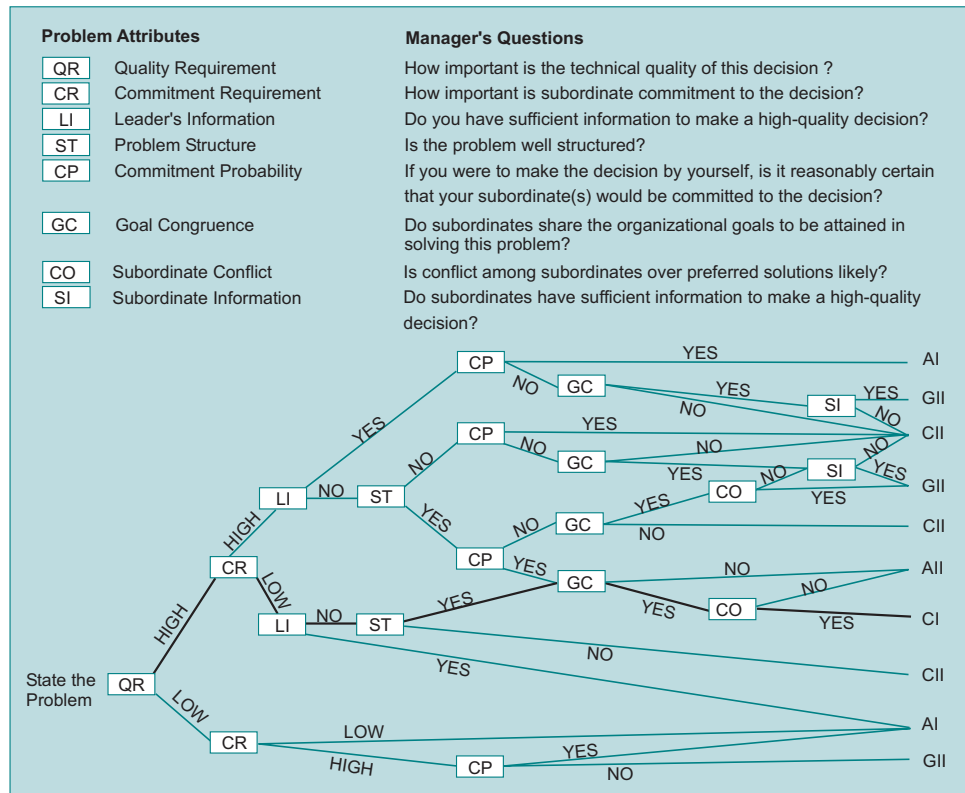 Problem Attributes Manager's Questions
QR Quality Requirement How important is the technical quality of this decision ?
CR Commitment Requirement How important is subordinate commitment to the decision?
LI Leader's Information Do you have sufficient information to make a high-quality decision?
ST Problem Structure Is the problem well structured?
CP Commitment Probability If you were to make the decision by yourself, is it reasonably certain
that your subordinate(s) would be committed to the decision?
GC Goal Congruence Do subordinates share the organizational goals to be attained in
solving this problem?
CO Subordinate Conflict Is conflict among subordinates over preferred solutions likely?
SI Subordinate Information Do subordinates have sufficient information to make a high-quality
decision?
CP YES AI
NO GC YES SI YES GII
NO NO
YES CP YES CII
NO NO GC NO NO
YES SI YES
LI NO ST CO NO YES GII
YES YES
HIGH NO GC NO CII
CP
CR YES GC NO AII
LOW YES NO
YES CO YES CI
HIGH LI NO ST
YES NO CII
State the
Problem QR
LOW
CR LOW AI
HIGH CP YES
NO GII